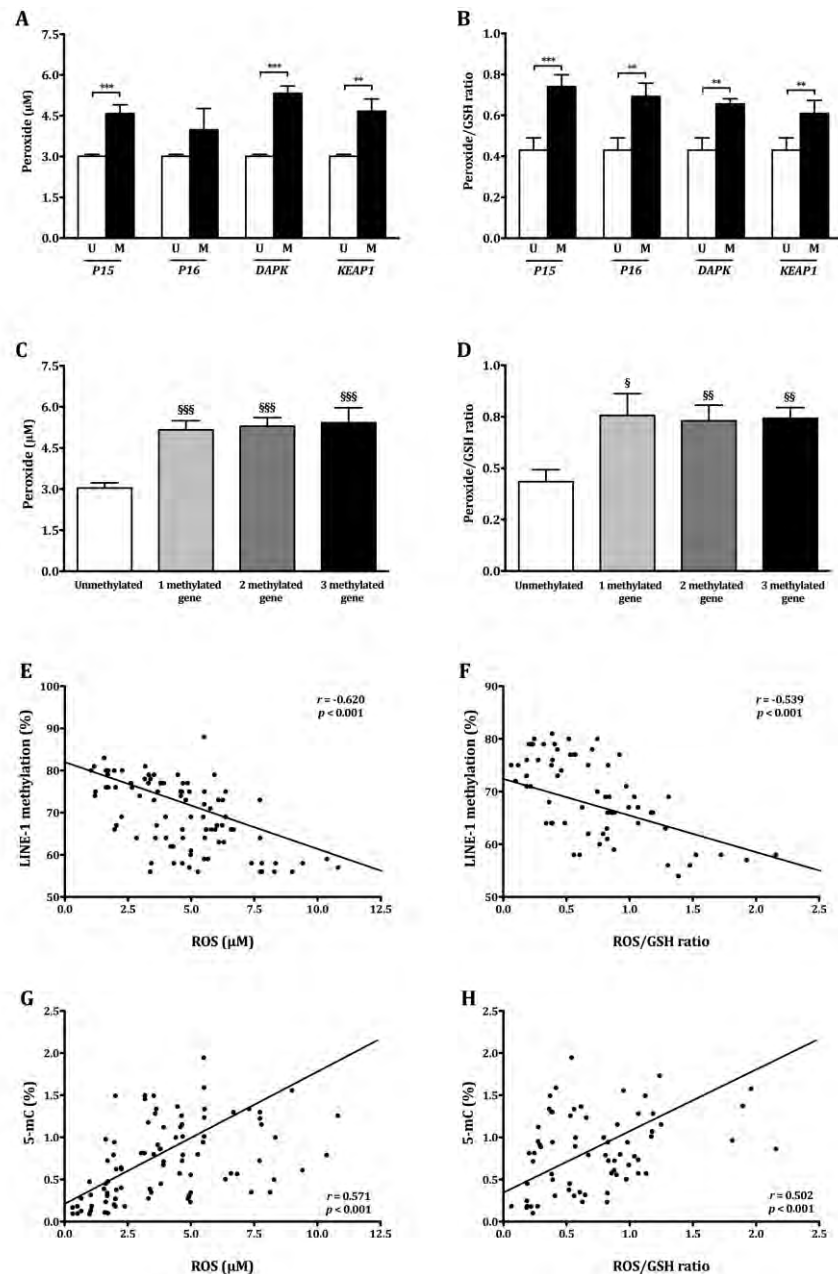 A
Peroxide (μM)
7.5
6.0
4.5
3.0
1.5
0
***
***
**
U M U M U M U M
P15 P16 DAPK KEAP1
B
Peroxide/GSH ratio
1.0
0.8
0.6
0.4
0.2
0.0
***
**
**
**
U M U M U M U M
P15 P16 DAPK KEAP1
C
Peroxide (μM)
7.5
6.0
4.5
3.0
1.5
0.0
§§§
§§§
§§§
Unmethylated 1 methylated gene 2 methylated gene 3 methylated gene
D
Peroxide/GSH ratio
1.0
0.8
0.5
0.2
0.0
§
§§
§§
Unmethylated 1 methylated gene 2 methylated gene 3 methylated gene
E
LINE-1 methylation (%)
100
90
80
70
60
50
r = -0.620
p < 0.001
0.0 2.5 5.0 7.5 10.0 12.5
ROS (μM)
F
LINE-1 methylation (%)
90
80
70
60
50
r = -0.539
p < 0.001
0.0 0.5 1.0 1.5 2.0 2.5
ROS/GSH ratio
G
5-mC (%)
2.5
2.0
1.5
1.0
0.5
0.0
r = 0.571
p < 0.001
0.0 2.5 5.0 7.5 10.0 12.5
ROS (μM)
H
5-mC (%)
2.5
2.0
1.5
1.0
0.5
0.0
r = 0.502
p < 0.001
0.0 0.5 1.0 1.5 2.0 2.5
ROS/GSH ratio